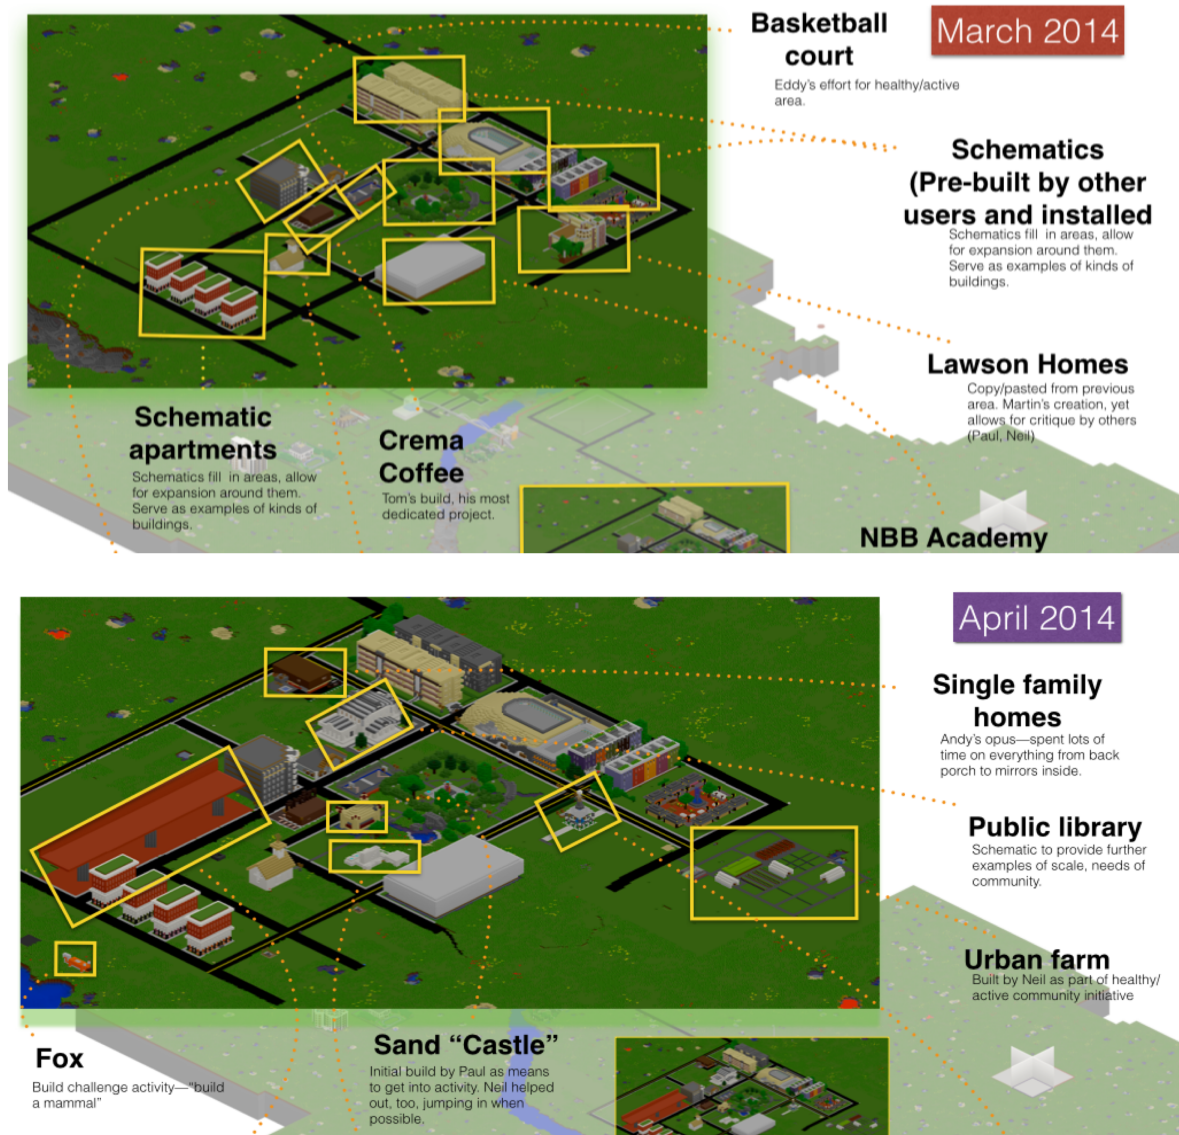 March 2014
Basketball
court
Eddy's effort for healthy/active
area.
Schematics
(Pre-built by other
users and installed
Schematics fill in areas, allow
for expansion around them.
Serve as examples of kinds of
buildings.
Lawson Homes
Copy/pasted from previous
area. Martin's creation, yet
allows for critique by others
(Paul, Neil)
NBB Academy
Schematic
apartments
Schematics fill in areas, allow
for expansion around them.
Serve as examples of kinds of
buildings.
Crema
Coffee
Tom's build, his most
dedicated project.
April 2014
Single family
homes
Andy's opus—spent lots of
time on everything from back
porch to mirrors inside.
Public library
Schematic to provide further
examples of scale, needs of
community.
Urban farm
Built by Neil as part of healthy/
active community initiative
Fox
Build challenge activity—"build
a mammal"
Sand "Castle"
Initial build by Paul as means
to get into activity. Neil helped
out, too, jumping in when
possible.